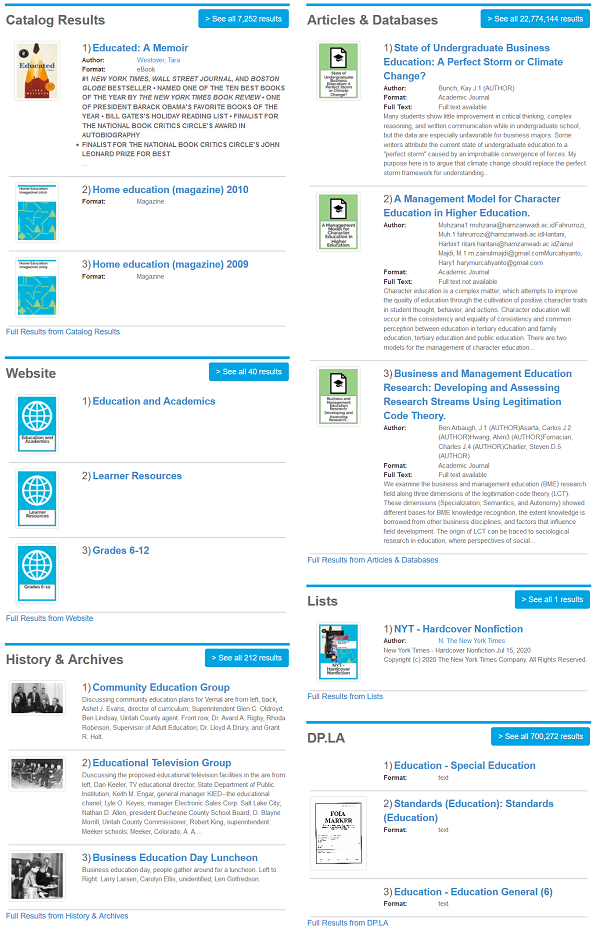 Catalog Results
> See all 7,252 results
Educated
1) Educated: A Memoir
Author: Westover, Tara
Format: eBook
#1 NEW YORK TIMES, WALL STREET JOURNAL, AND BOSTON
GLOBE BESTSELLER • NAMED ONE OF THE TEN BEST BOOKS
OF THE YEAR BY THE NEW YORK TIMES BOOK REVIEW • ONE
OF PRESIDENT BARACK OBAMA'S FAVORITE BOOKS OF THE
YEAR • BILL GATES'S HOLIDAY READING LIST • FINALIST FOR
THE NATIONAL BOOK CRITICS CIRCLE'S AWARD IN
AUTOBIOGRAPHY
• FINALIST FOR THE NATIONAL BOOK CRITICS CIRCLE'S JOHN
LEONARD PRIZE FOR BEST
...
2) Home education (magazine) 2010
Format: Magazine
3) Home education (magazine) 2009
Format: Magazine
Full Results from Catalog Results
Website
> See all 40 results
Education and
Academics
1) Education and Academics
Learner
Resources
2) Learner Resources
Grades 6-12
3) Grades 6-12
Full Results from Website
History & Archives
> See all 212 results
1) Community Education Group
Discussing community education plans for Vernal are from left, back,
Ashel J. Evans, director of curriculum; Superintendent Glen C. Oldroyd;
Ben Lindsay, Uintah County agent. Front row, Dr. Avard A. Rigby, Rhoda
Robinson, Supervisor of Adult Education; Dr. Lloyd A Drury, and Grant
R. Holt.
2) Educational Television Group
Duscussing the proposed educational television facilities in the are from
left, Dan Keeler, TV educational director, State Department of Public
Institution; Keith M. Engar, general manager KIED--the educational
chanel; Lyle O. Keyes, manager Electronic Sales Corp. Salt Lake City;
Nathan D. Allen, president Duchesne County School Board; D. Blayne
Morrill, Uintah County Commissioner; Robert King, superintendent
Meeker schools; Meeker, Colorado; A. A....
3) Business Education Day Luncheon
Business education day, people gather around for a luncheon. Left to
Right. Larry Larsen, Carolyn Ellis, unidentified, Len Gotfredson.
Full Results from History & Archives
Articles & Databases
> See all 22,774,144 results
State of
Undergraduate
Business
Education: A
Perfect Storm or
Climate
Change?
1) State of Undergraduate Business
Education: A Perfect Storm or Climate
Change?
Author: Bunch, Kay J.1 (AUTHOR)
Format: Academic Journal
Full Text: Full text available
Many students show little improvement in critical thinking, complex
reasoning, and written communication while in undergraduate school,
but the data are especially unfavorable for business majors. Some
writers attribute the current state of undergraduate education to a
"perfect storm" caused by an improbable convergence of forces. My
purpose here is to argue that climate change should replace the perfect
storm framework for understanding...
A Management
Model for
Character
Education in
Higher
Education.
2) A Management Model for Character
Education in Higher Education.
Author: Mohzana1 mohzana@hamzanwadi.ac.idFahrurrozi,
Muh.1 fahrurrozi@hamzanwadi.ac.idHaritani,
Hartini1 ritani.haritani@hamzanwadi.ac.idZainul
Majdi, M.1 m.zainulmajdi@gmail.comMurcahyanto,
Hary1 harymurcahyanto@gmail.com
Format: Academic Journal
Full Text: Full text not available
Character education is a complex matter, which attempts to improve
the quality of education through the cultivation of positive character traits
in student thought, behavior, and actions. Character education will
occur in the consistency and equality of consistency and common
perception between education in tertiary education and family
education, tertiary education and public education. There are two
models for the management of character education...
Business and
Management
Education
Research:
Developing and
Assessing
3) Business and Management Education
Research: Developing and Assessing
Research Streams Using Legitimation
Code Theory.
Author: Ben Arbaugh, J.1 (AUTHOR)Asarta, Carlos J.2
(AUTHOR)Hwang, Alvin3 (AUTHOR)Fornaciari,
Charles J.4 (AUTHOR)Charlier, Steven D.5
(AUTHOR)
Format: Academic Journal
Full Text: Full text available
We examine the business and management education (BME) research
field along three dimensions of the legitimation code theory (LCT).
These dimensions (Specialization, Semantics, and Autonomy) showed
different bases for BME knowledge recognition, the extent knowledge is
borrowed from other business disciplines, and factors that influence
field development. The origin of LCT can be traced to sociological
research in education, where perspectives of social...
Full Results from Articles & Databases
Lists
> See all 1 results
NYT -
Hardcover
Nonfiction
1) NYT - Hardcover Nonfiction
Author: N. The New York Times
New York Times - Hardcover Nonfiction Jul 15, 2020
Copyright (c) 2020 The New York Times Company. All Rights Reserved.
Full Results from Lists
DP.LA
> See all 700,272 results
1) Education - Special Education
Format: text
FOIA
MARKER
2) Standards (Education): Standards
(Education)
Format: text
3) Education - Education General (6)
Format: text
Full Results from DP.LA